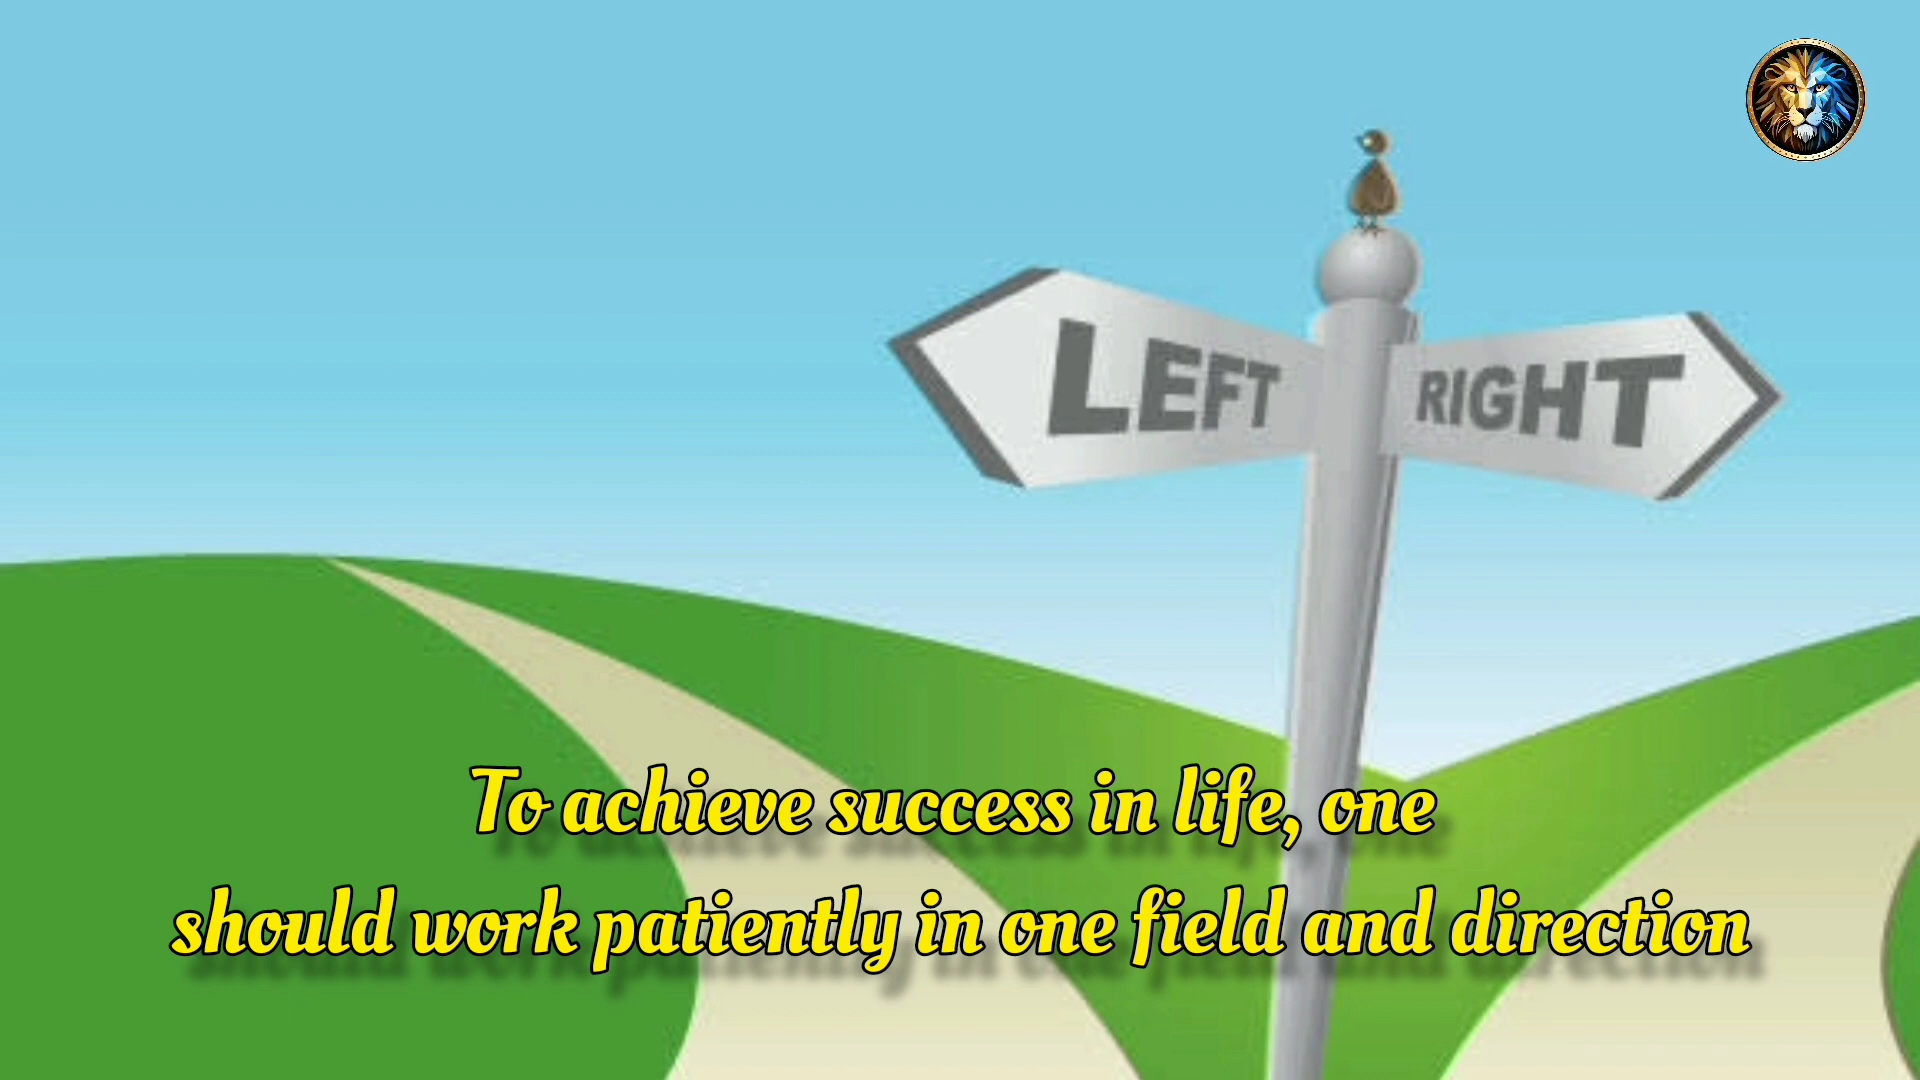 LEFT
RIGHT
To achieve success in life, one
should work patiently in one field and direction